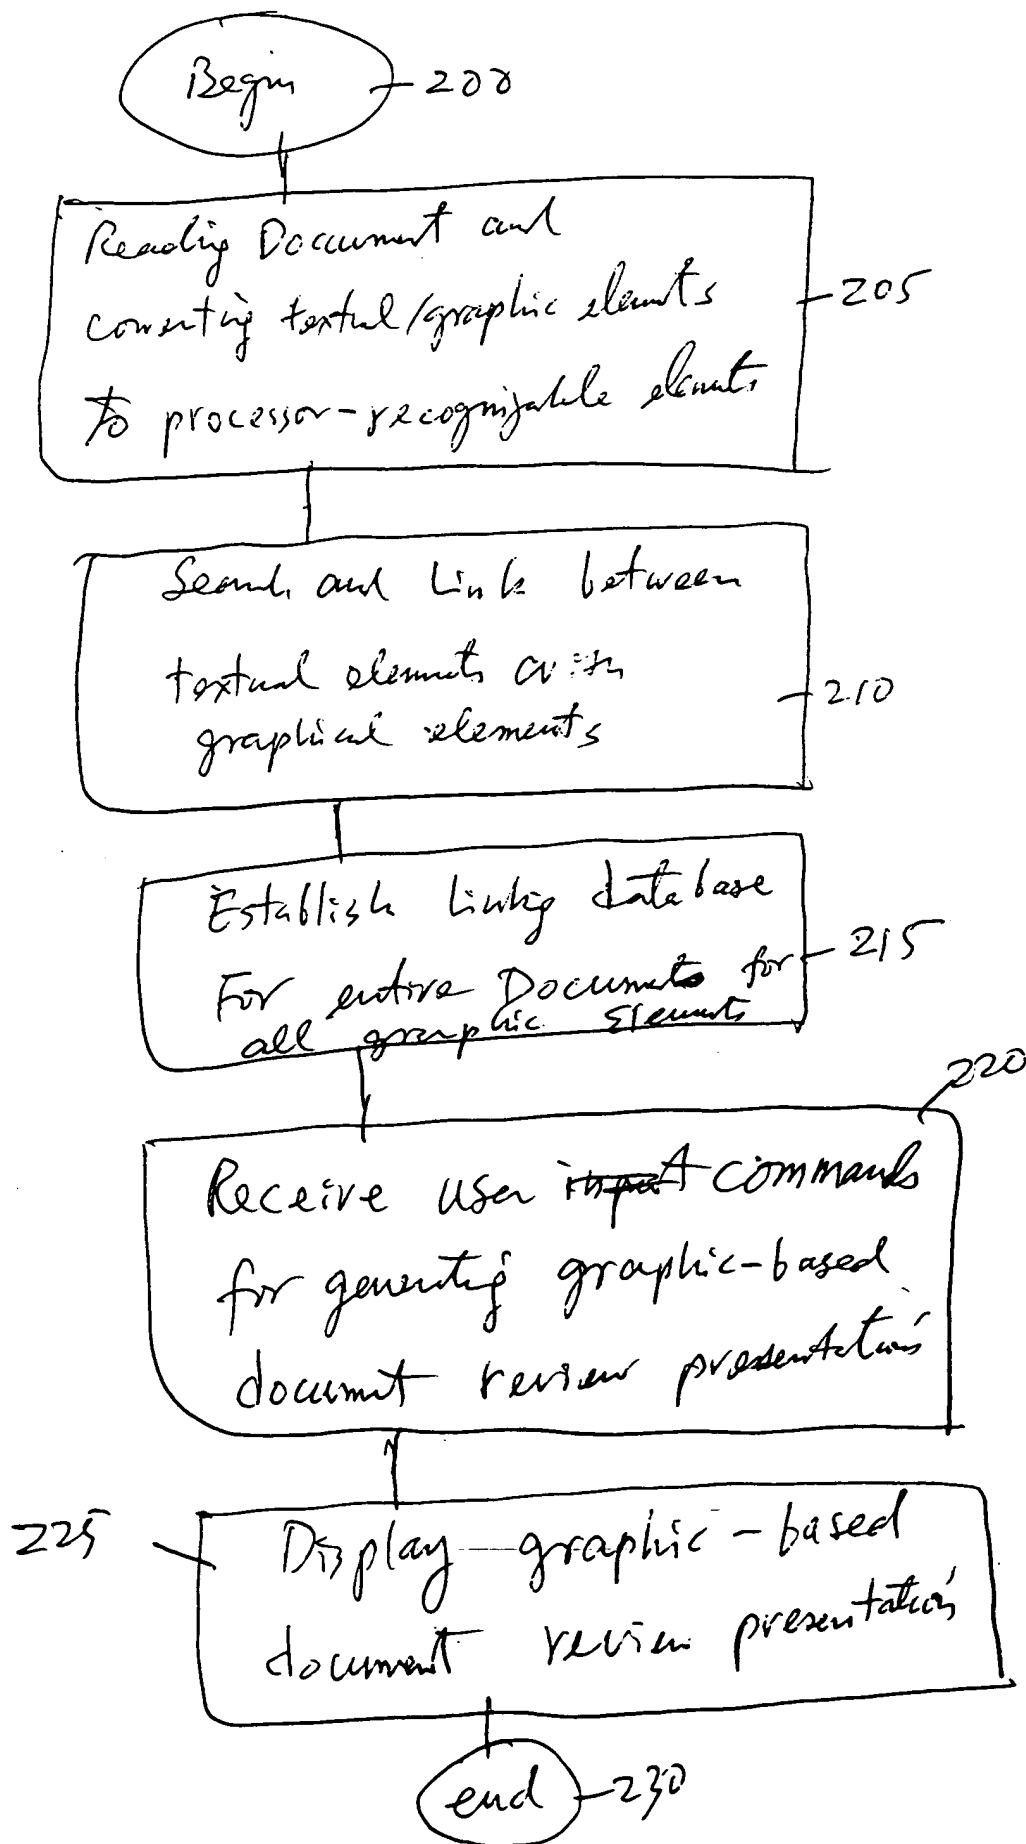 Begin 200
Reading Document and
converting textual/graphic elements 205
to processor-recognizable elements
Search and Link between
textual elements with 210
graphical elements
Establish linking database
For entire Documents for 215
all graphic Elements
220
Receive user input commands
for generating graphic-based
document review presentations
225 Display graphic-based
document review presentations
end 230